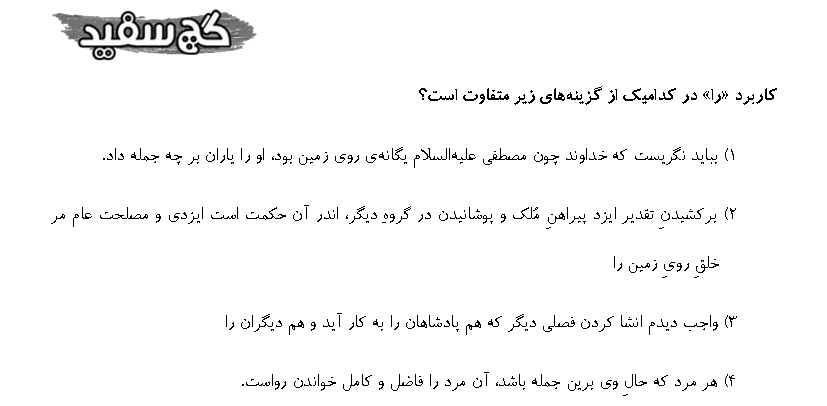 گچ سفید
کاربرد «را» در کدامیک از گزینه‌های زیر متفاوت است؟
۱) بباید نگریست که خداوند چون مصطفی علیه‌السلام یگانه‌ی روی زمین بود، او را یاران بر چه جمله داد.
۲) برکشیدنِ تقدیر ایزد پیراهنِ مُلک و پوشانیدن در گروهِ دیگر، اندر آن حکمت است ایزدی و مصلحت عام مر
خلقِ رویِ زمین را
۳) واجب دیدم انشا کردن فصلی دیگر که هم پادشاهان را به کار آید و هم دیگران را
۴) هر مرد که حالِ وی برین جمله باشد، آن مرد را فاضل و کامل خواندن رواست.